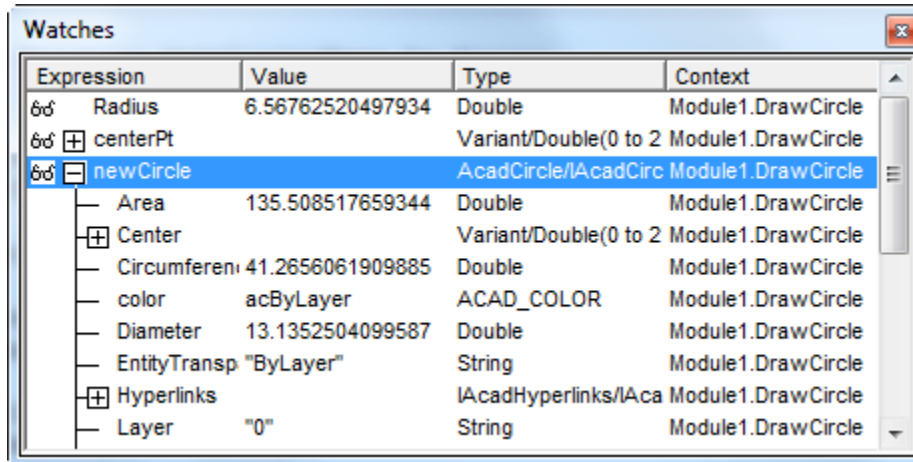 Watches
Expression Value Type Context
Radius 6.56762520497934 Double Module1.DrawCircle
centerPt Variant/Double(0 to 2 Module1.DrawCircle
newCircle AcadCircle/IAcadCirc Module1.DrawCircle
Area 135.508517659344 Double Module1.DrawCircle
Center Variant/Double(0 to 2 Module1.DrawCircle
Circumferen 41.2656061909885 Double Module1.DrawCircle
color acByLayer ACAD_COLOR Module1.DrawCircle
Diameter 13.1352504099587 Double Module1.DrawCircle
EntityTransp "ByLayer" String Module1.DrawCircle
Hyperlinks IAcadHyperlinks/IAca Module1.DrawCircle
Layer "0" String Module1.DrawCircle